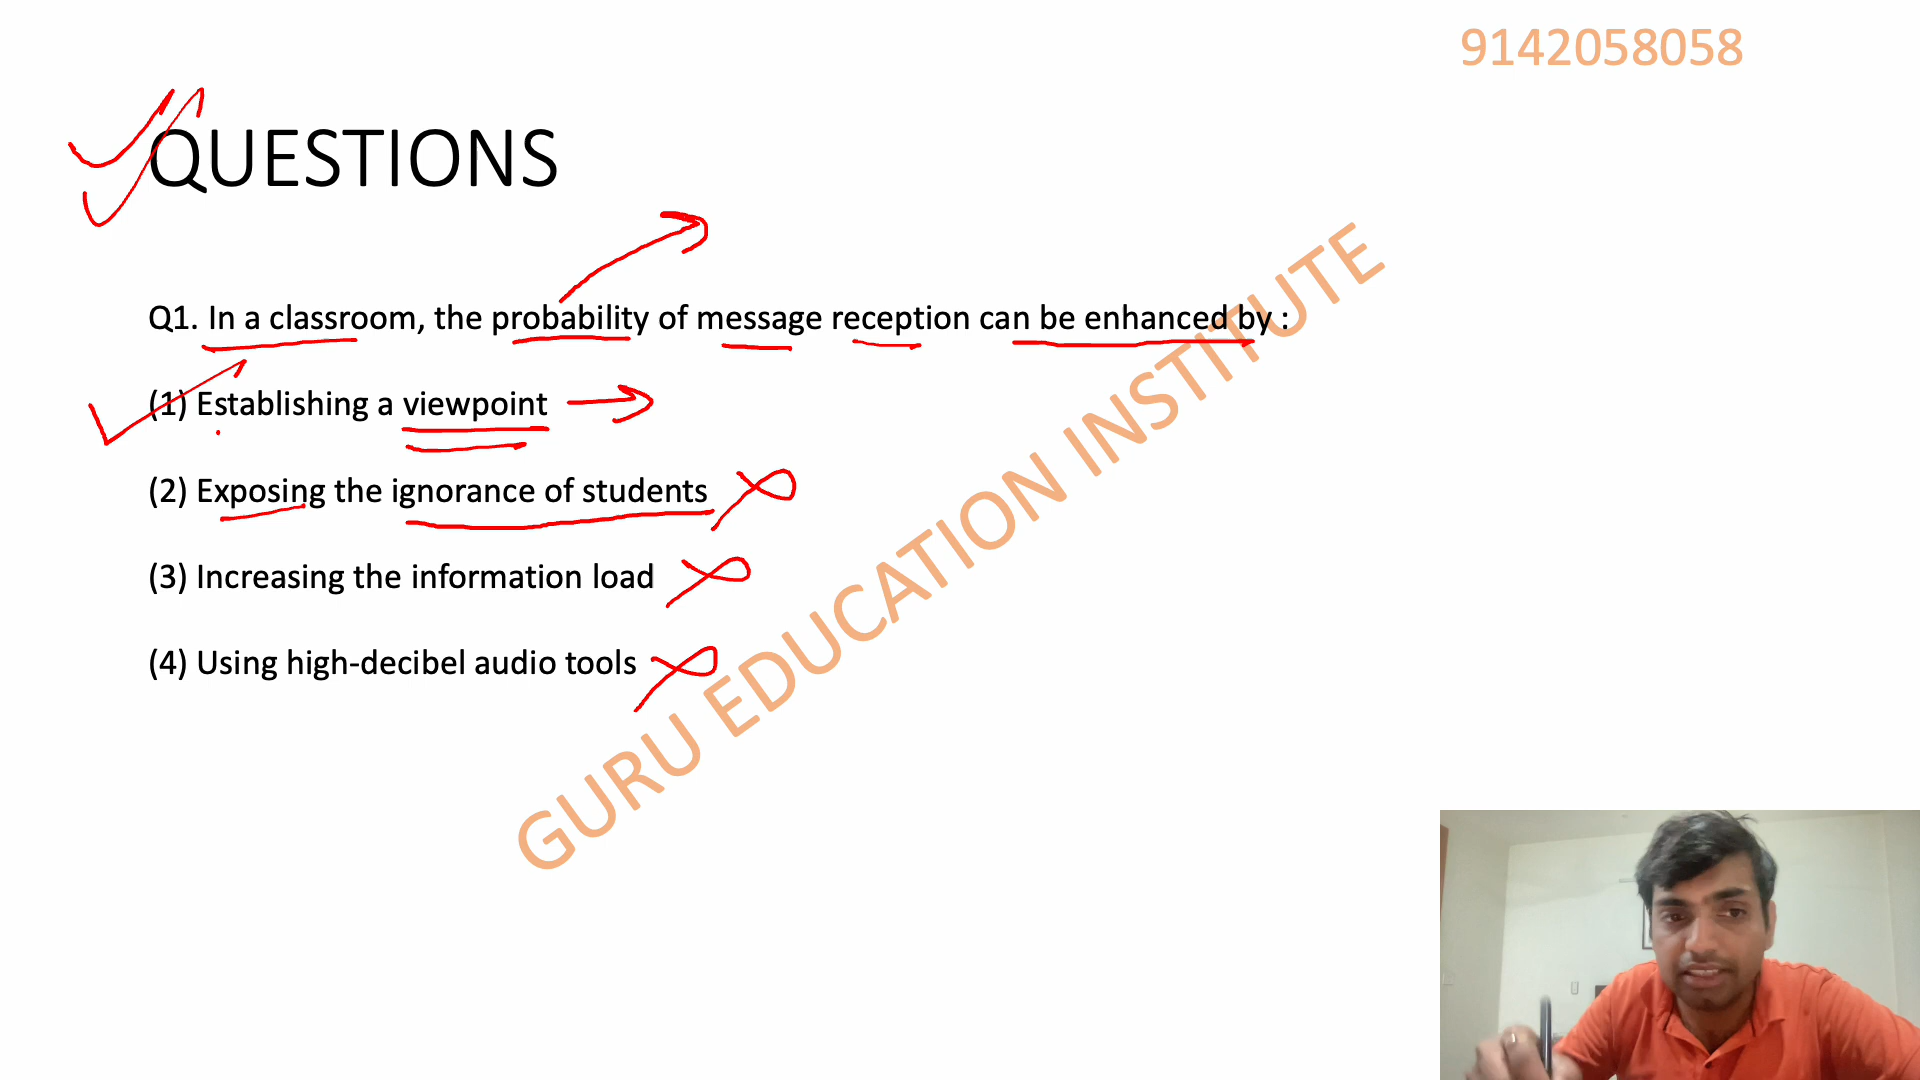 9142058058
QUESTIONS
Q1. In a classroom, the probability of message reception can be enhanced by :
(1) Establishing a viewpoint
(2) Exposing the ignorance of students
(3) Increasing the information load
(4) Using high-decibel audio tools
GURU EDUCATION INSTITUTE